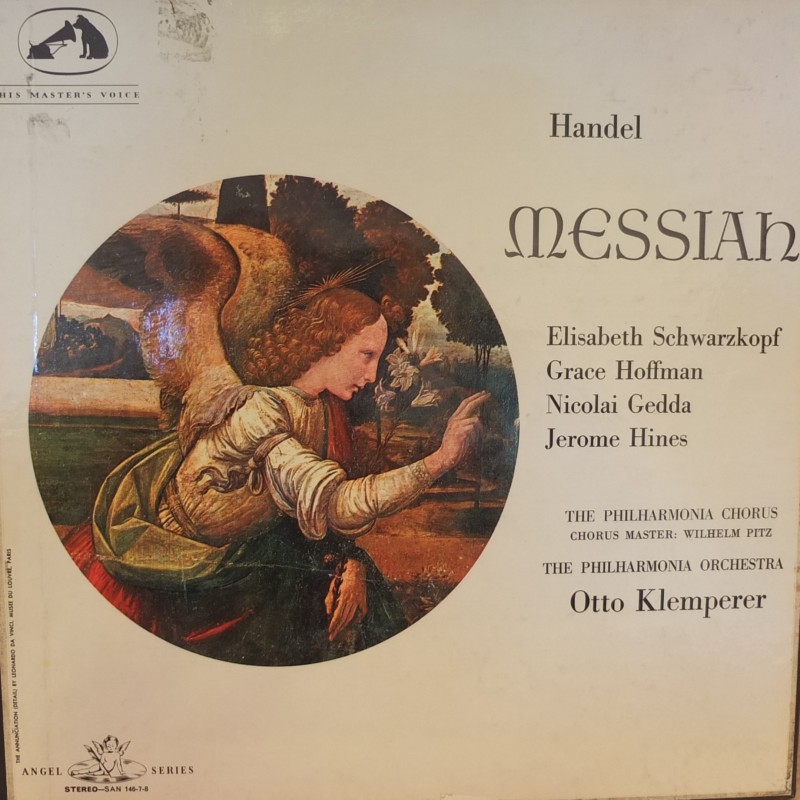 HIS MASTER'S VOICE
Handel
MESSIAH
Elisabeth Schwarzkopf
Grace Hoffman
Nicolai Gedda
Jerome Hines
THE PHILHARMONIA CHORUS
CHORUS MASTER: WILHELM PITZ
THE PHILHARMONIA ORCHESTRA
Otto Klemperer
THE ANNUNCIATION (DETAIL) BY LEONARDO DA VINCI, MUSEE DU LOUVRE, PARIS
ANGEL SERIES
STEREO—SAN 146-7-8